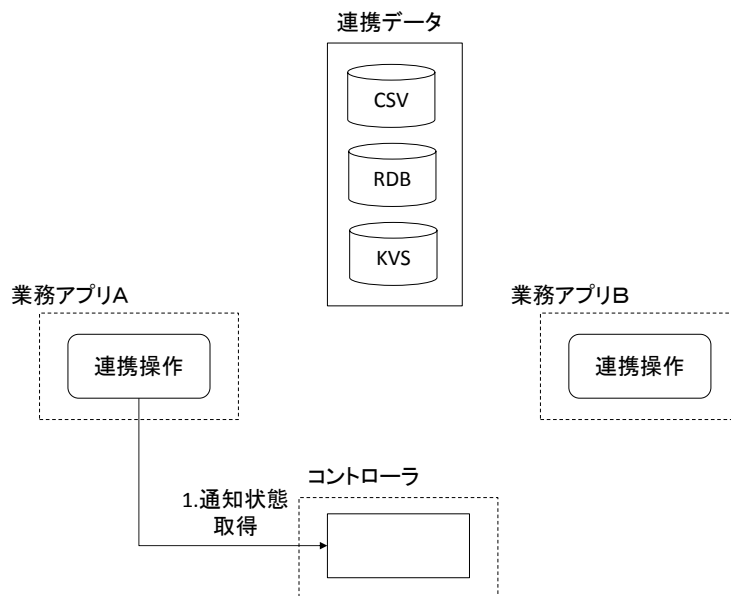 連携データ
CSV
RDB
KVS
業務アプリA
業務アプリB
連携操作
連携操作
コントローラ
1.通知状態
取得